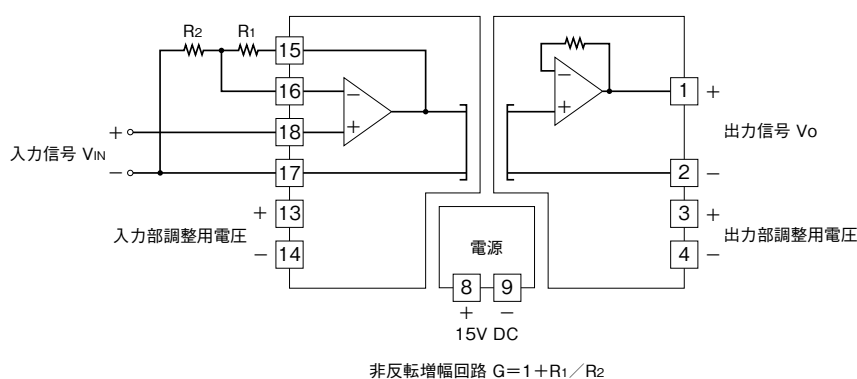 R2 R1
15
16 − 1 +
− +
+ 18 + 出力信号 Vo
入力信号 VIN
− 17 2 −
+ 13 3 +
入力部調整用電圧 電源 出力部調整用電圧
− 14 4 −
8 9
+ −
15V DC
非反転増幅回路 G=1+R1/R2